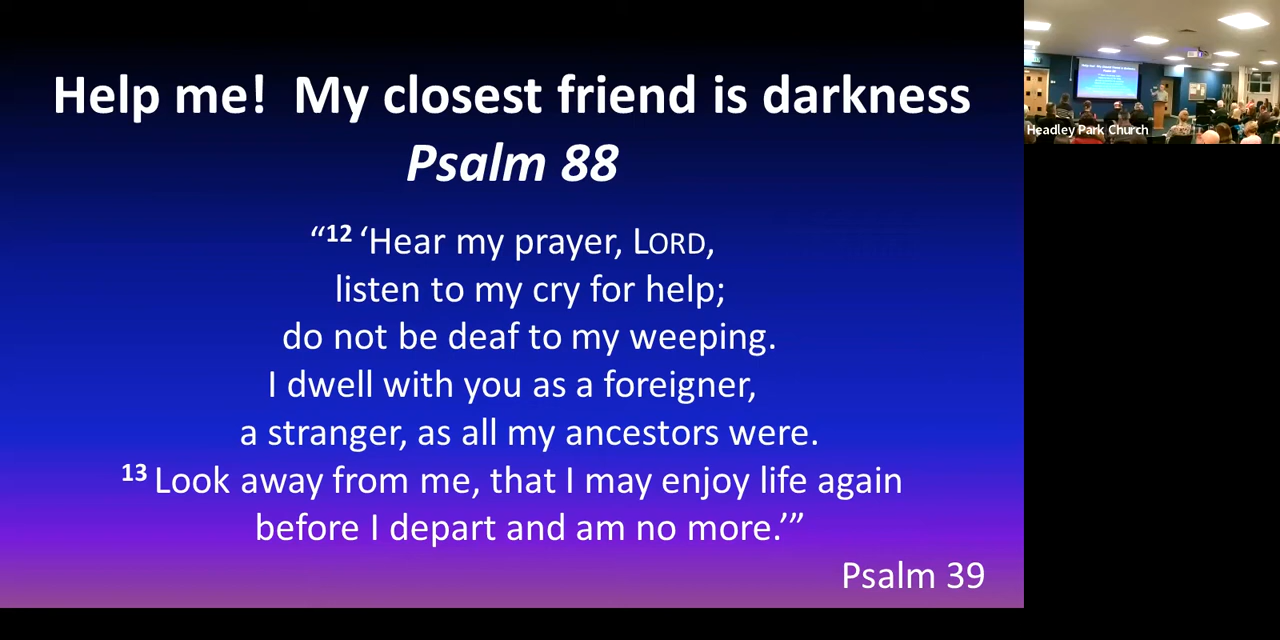 Help me!  My closest friend is darkness
Psalm 88
“12 ‘Hear my prayer, LORD,
listen to my cry for help;
do not be deaf to my weeping.
I dwell with you as a foreigner,
a stranger, as all my ancestors were.
13 Look away from me, that I may enjoy life again
before I depart and am no more.’”
Psalm 39
Headley Park Church